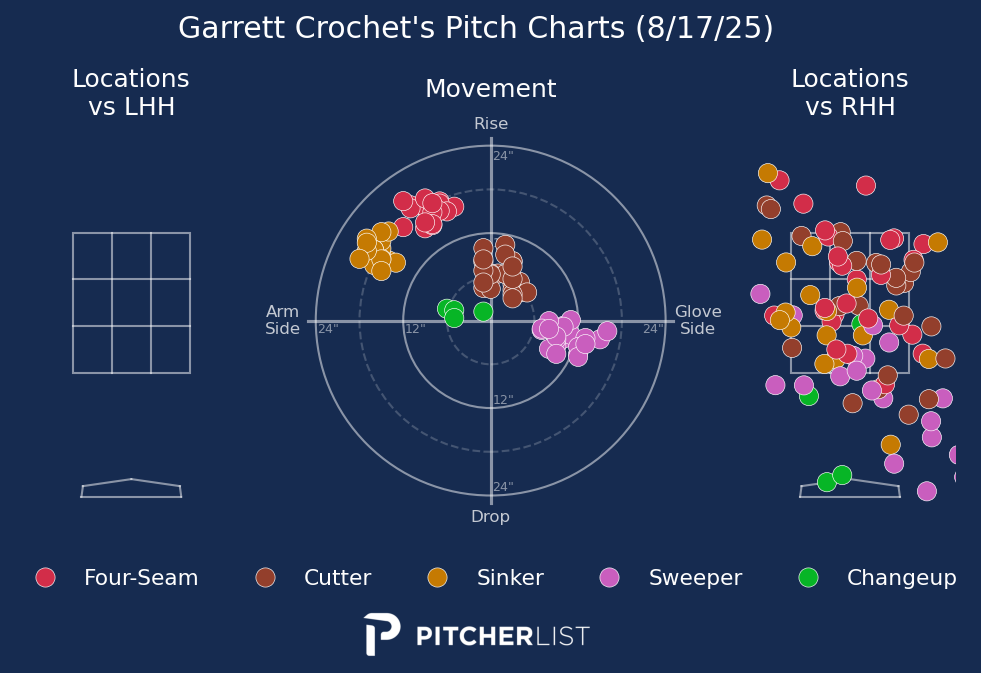 Garrett Crochet's Pitch Charts (8/17/25)
Locations
vs LHH
Movement
Locations
vs RHH
Rise
24"
Arm
Side
24"
12"
24"
Glove
Side
12"
24"
Drop
Four-Seam
Cutter
Sinker
Sweeper
Changeup
PITCHERLIST